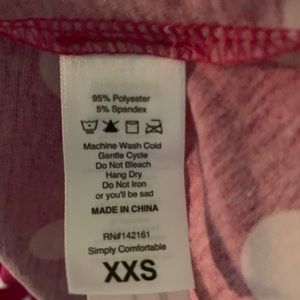 95% Polyester
5% Spandex
Machine Wash Cold
Gentle Cycle
Do Not Bleach
Hang Dry
Do Not Iron
or you'll be sad
MADE IN CHINA
RN#142161
Simply Comfortable
XXS